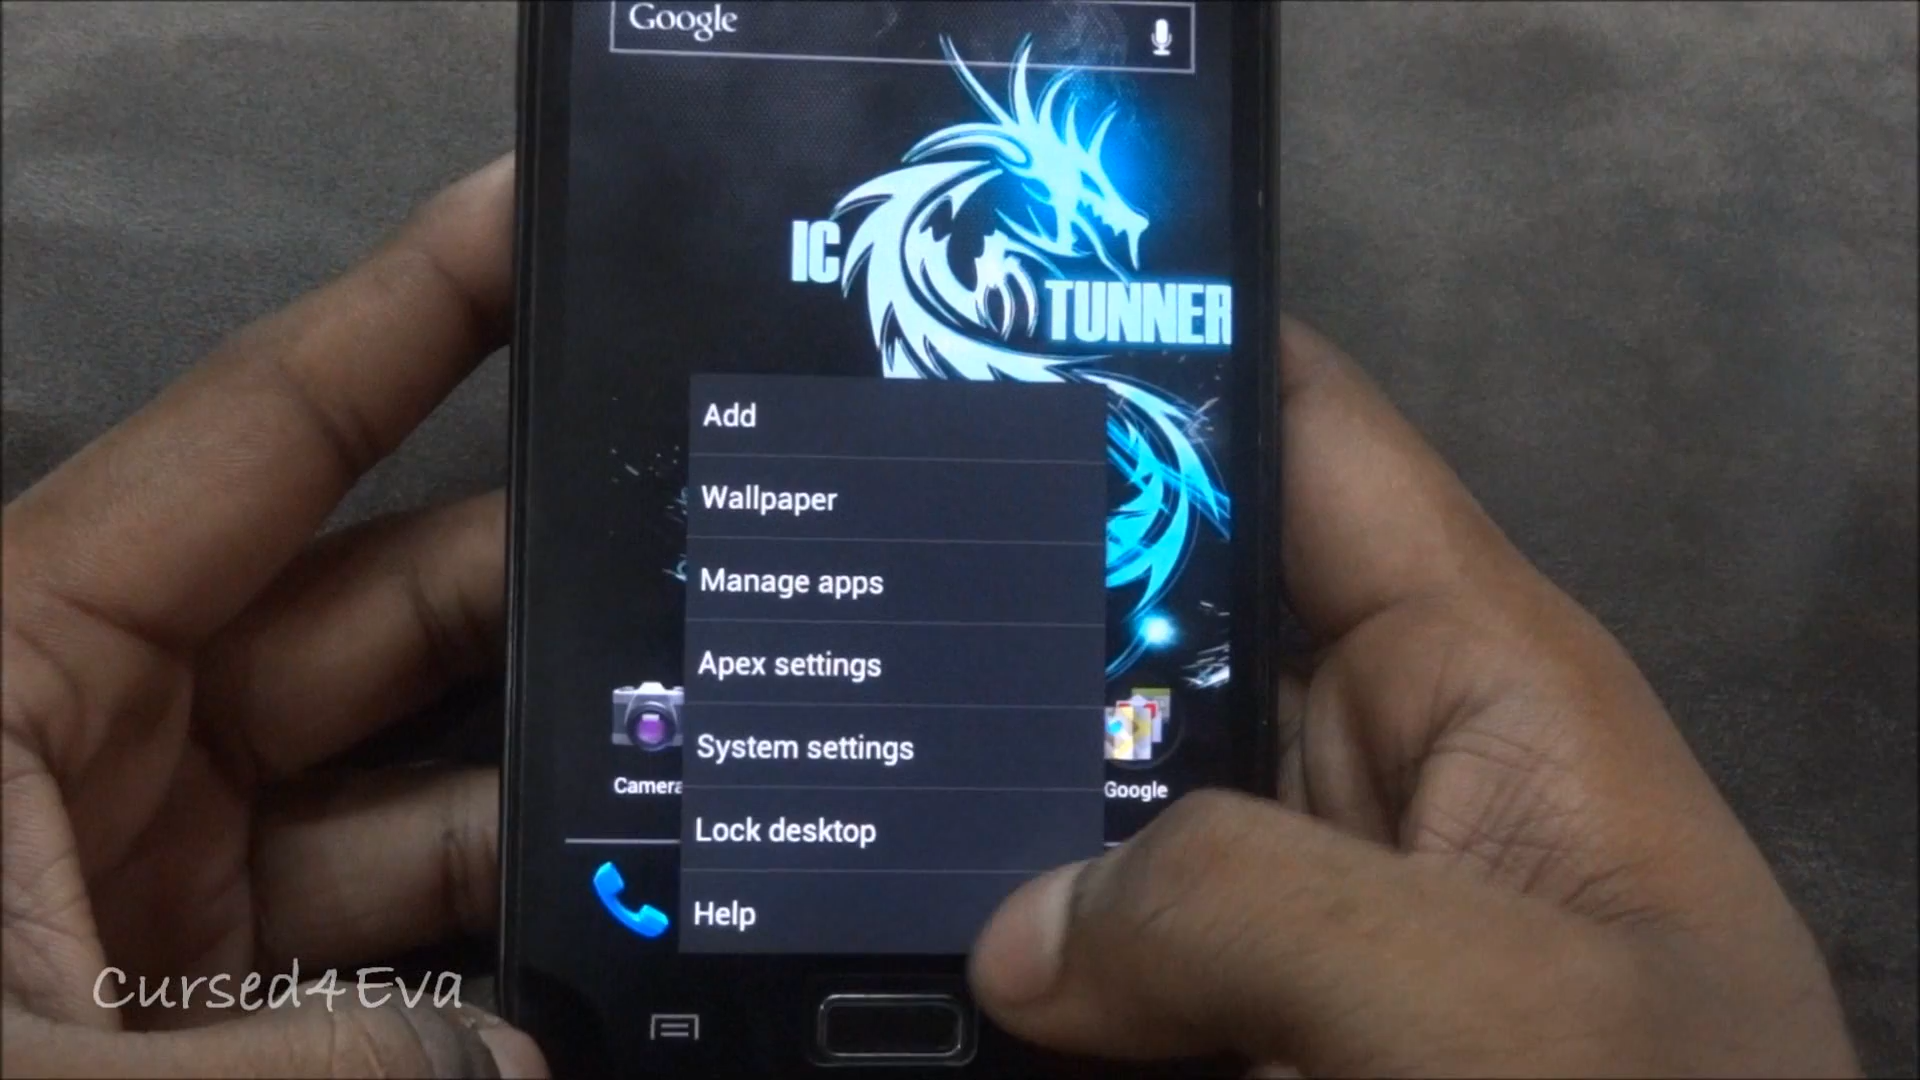 Google
IC TUNNER
Add
Wallpaper
Manage apps
Apex settings
System settings
Lock desktop
Help
Camera
Google
Cursed4Eva